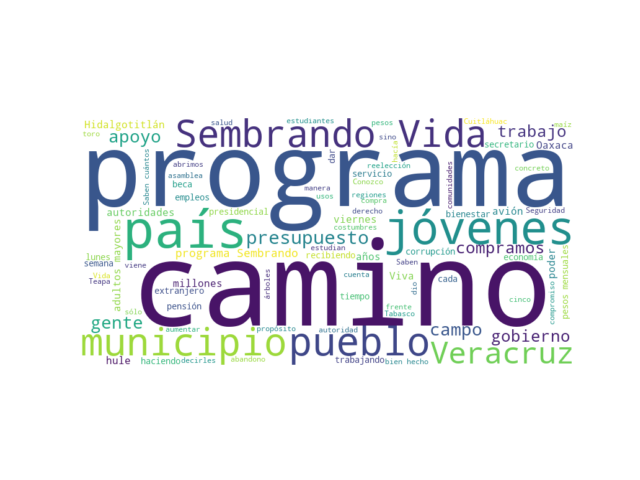 Hidalgotitlán
salud
Sembrando Vida
estudiantes
pesos
Cuitláhuac
maíz
toro
apoyo
sino
hacia
trabajo
programa
Saben cuántos
abrimos
asamblea
beca
empleos
dar
reelección
servicio
Conozco
regiones
compra
manera
usos
comunidades
secretario
Oaxaca
concreto
Saben
bienestar
avión
Seguridad
autoridades
presidencial
derecho
viernes
costumbres
país
jóvenes
adultos mayores
presupuesto
estudian
compramos
lunes
semana
programa Sembrando
recibiendo
años
corrupción
economía
poder
viene
Vida
Teapa
millones
extranjero
árboles
camino
cuenta
Viva
cada
pensión
tiempo
dio
cinco
compromiso
pesos mensuales
sólo
gente
frente
Tabasco
aumentar
propósito
autoridad
campo
gobierno
municipio
pueblo
Veracruz
hule
haciendo
decirles
abandono
trabajando
bien hecho